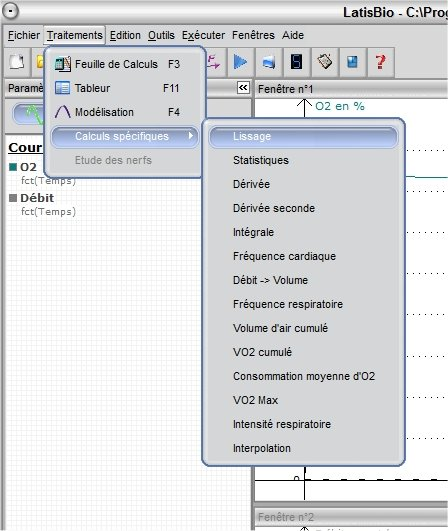 LatisBio - C:\Prog
Fichier Traitements Edition Outils Exécuter Fenêtres Aide
Feuille de Calculs F3
Tableur F11
Modélisation F4
Calculs spécifiques
Etude des nerfs
Paramè
Fenêtre n°1
Cour
O2
fct(Temps)
Débit
fct(Temps)
O2 en %
Lissage
Statistiques
Dérivée
Dérivée seconde
Intégrale
Fréquence cardiaque
Débit -> Volume
Fréquence respiratoire
Volume d'air cumulé
VO2 cumulé
Consommation moyenne d'O2
VO2 Max
Intensité respiratoire
Interpolation
0
Fenêtre n°2